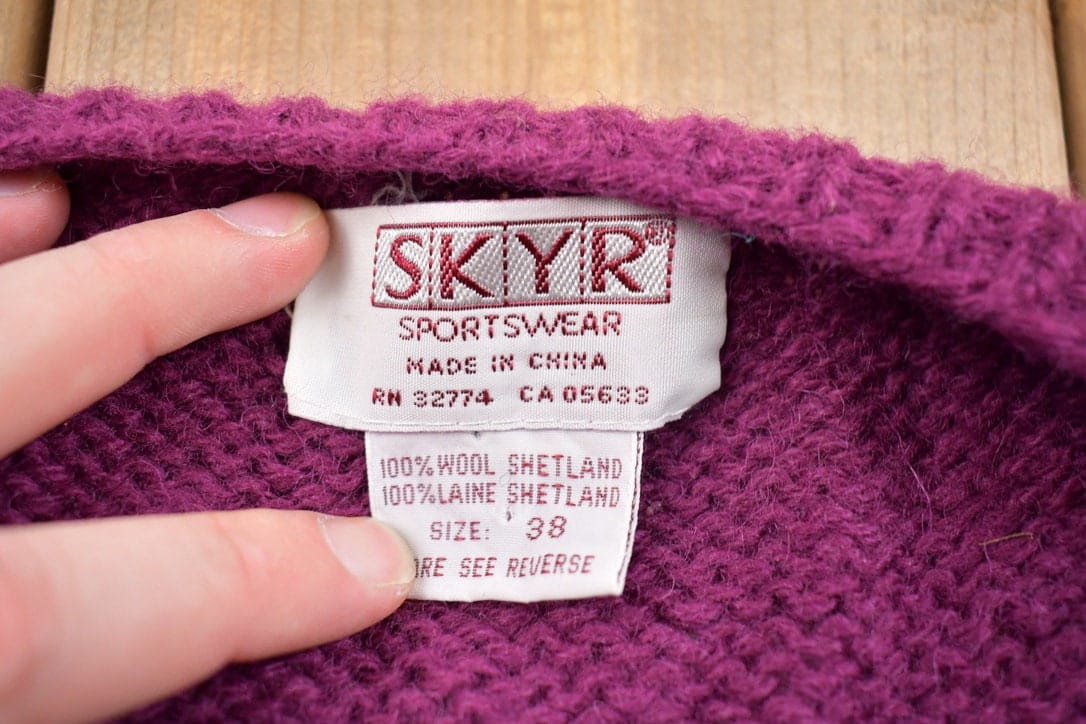 SKYR®
SPORTSWEAR
MADE IN CHINA
RN 32774 CA 05633
100% WOOL SHETLAND
100% LAINE SHETLAND
SIZE: 38
SEE REVERSE